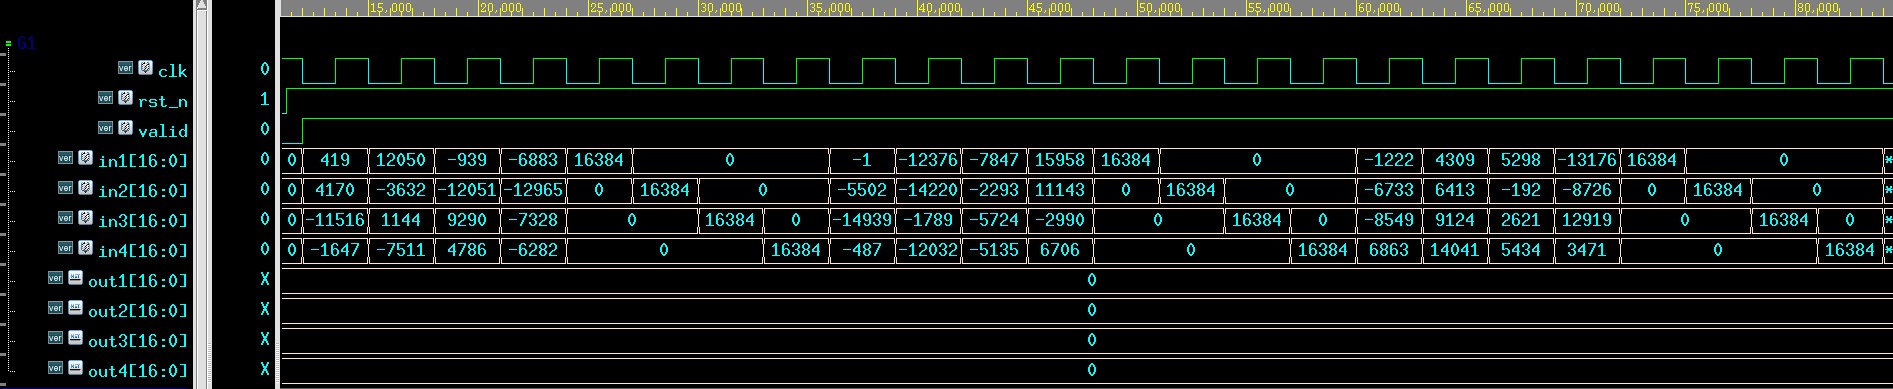 15,000 20,000 25,000 30,000 35,000 40,000 45,000 50,000 55,000 60,000 65,000 70,000 75,000 80,000
G1
ver clk 0
ver rst_n 1
ver valid 0
ver in1[16:0] 0 0 419 12050 -939 -6883 16384 0 -1 -12376 -7847 15958 16384 0 -1222 4309 5298 -13176 16384 0 *
ver in2[16:0] 0 0 4170 -3632 -12051 -12965 0 16384 0 -5502 -14220 -2293 11143 0 16384 0 -6733 6413 -192 -8726 0 16384 0 *
ver in3[16:0] 0 0 -11516 1144 9290 -7328 0 16384 0 -14939 -1789 -5724 -2990 0 16384 0 -8549 9124 2621 12919 0 16384 0 *
ver in4[16:0] 0 0 -1647 -7511 4786 -6282 0 16384 -487 -12032 -5135 6706 0 16384 6863 14041 5434 3471 0 16384 *
ver out1[16:0] X 0
ver out2[16:0] X 0
ver out3[16:0] X 0
ver out4[16:0] X 0